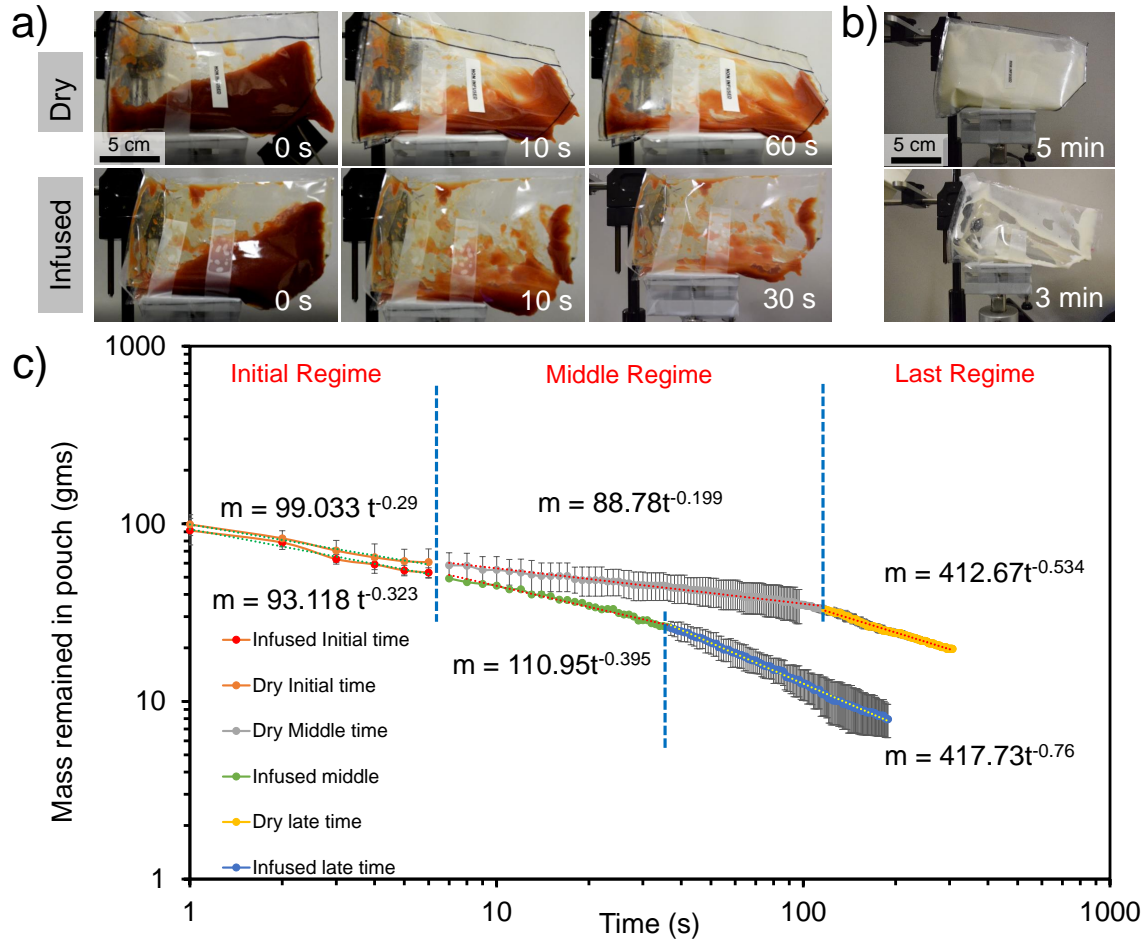 a)
b)
Dry
5 cm
0 s
10 s
60 s
5 cm
5 min
Infused
0 s
10 s
30 s
3 min
c)
Initial Regime
Middle Regime
Last Regime
Mass remained in pouch (gms)
1000
100
10
1
m = 99.033 t^-0.29
m = 88.78t^-0.199
m = 412.67t^-0.534
m = 93.118 t^-0.323
m = 110.95t^-0.395
m = 417.73t^-0.76
Infused Initial time
Dry Initial time
Dry Middle time
Infused middle
Dry late time
Infused late time
1
10
100
1000
Time (s)